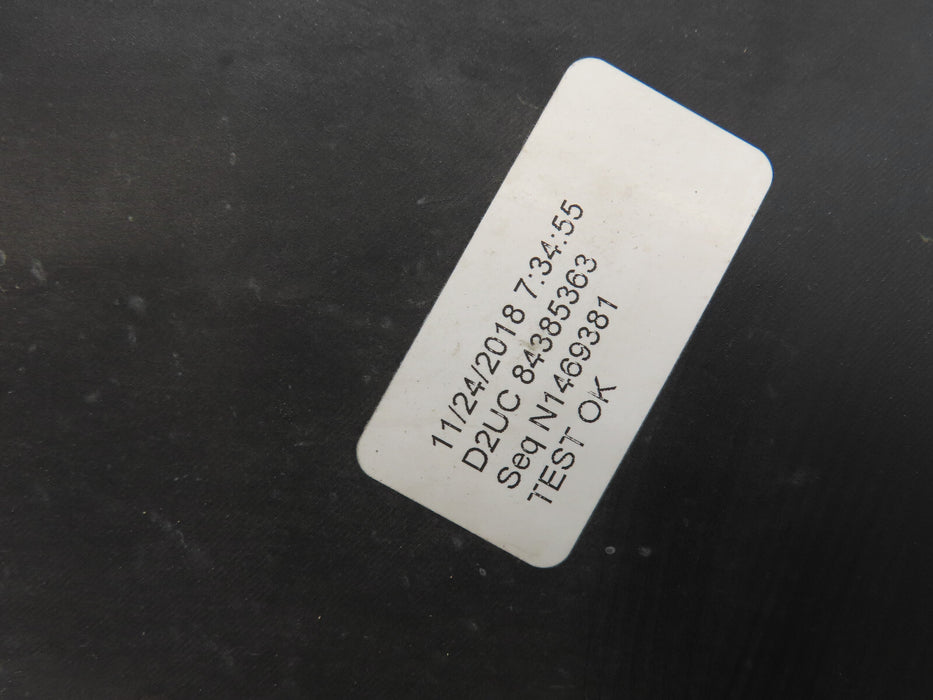 11/24/2018 7:34:55
D2UC 84385363
Seq N1469381
TEST OK